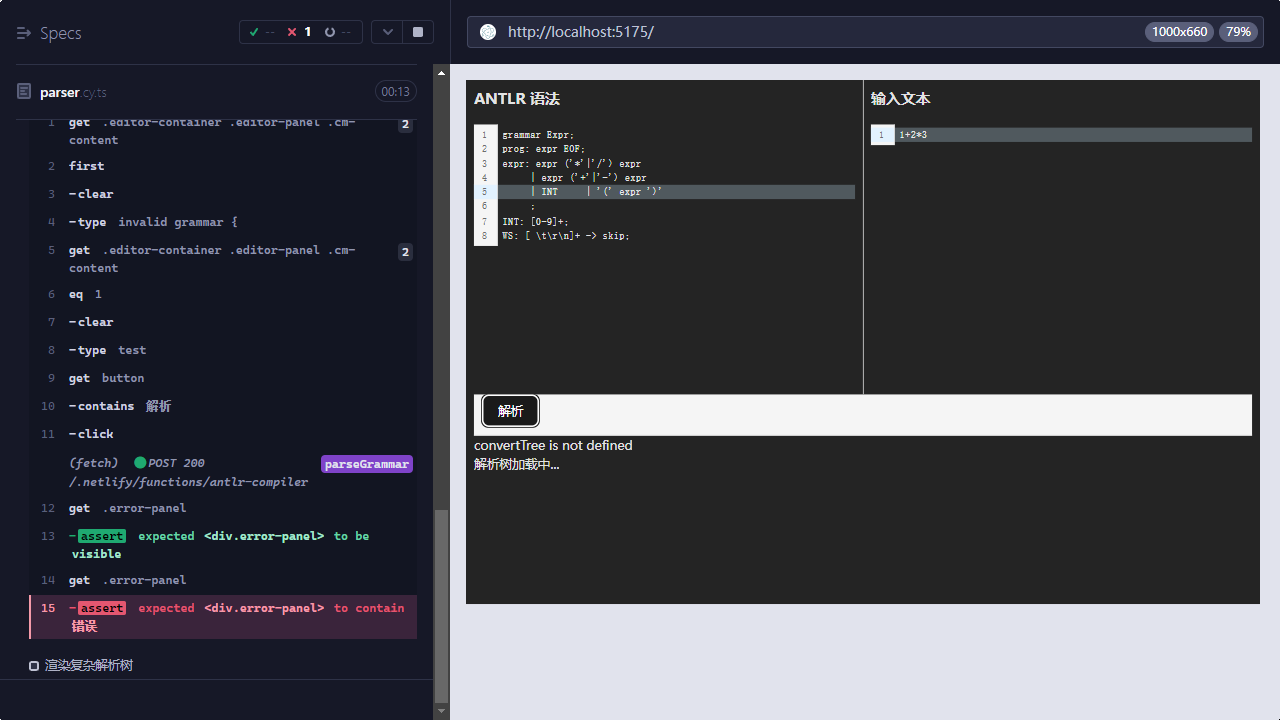 Specs
-- 1 --
parser.cy.ts
00:13
1 get .editor-container .editor-panel .cm-content 2
2 first
3 -clear
4 -type invalid grammar {
5 get .editor-container .editor-panel .cm-content 2
6 eq 1
7 -clear
8 -type test
9 get button
10 -contains 解析
11 -click
(fetch) POST 200 /.netlify/functions/antlr-compiler parseGrammar
12 get .error-panel
13 -assert expected <div.error-panel> to be visible
14 get .error-panel
15 -assert expected <div.error-panel> to contain 错误
渲染复杂解析树
http://localhost:5175/
1000x660 79%
ANTLR 语法
1 grammar Expr;
2 prog: expr EOF;
3 expr: expr ('*'|'/') expr
4 | expr ('+'|'-') expr
5 | INT | '(' expr ')'
6 ;
7 INT: [0-9]+;
8 WS: [ \t\r\n]+ -> skip;
输入文本
1 1+2*3
解析
convertTree is not defined
解析树加载中...